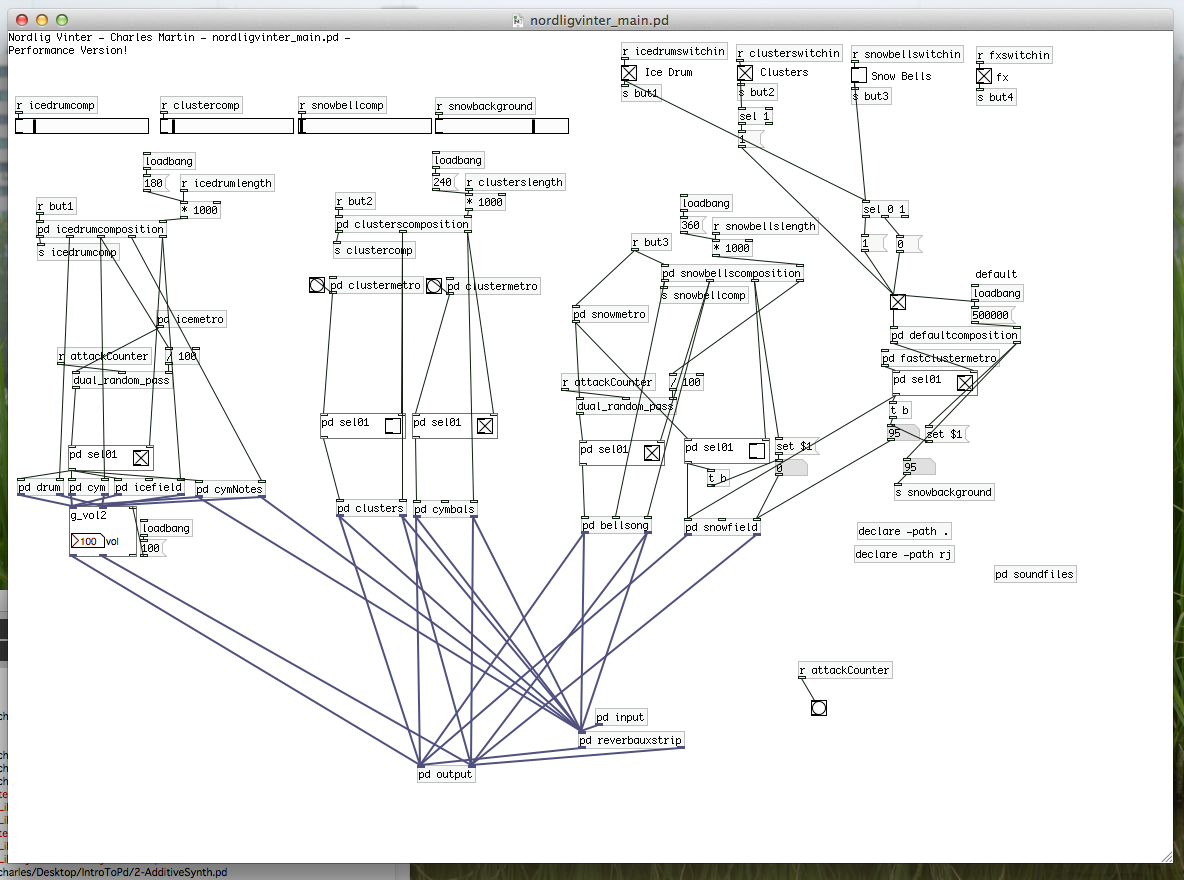 nordligvinter_main.pd
Nordlig Vinter - Charles Martin - nordligvinter_main.pd -
Performance Version!
r icedrumswitchin
r clusterswitchin
r snowbellswitchin
r fxswitchin
Ice Drum
Clusters
Snow Bells
fx
s but1
s but2
s but3
s but4
r icedrumcomp
r clustercomp
r snowbellcomp
r snowbackground
sel 1
1
loadbang
180
r icedrumlength
* 1000
loadbang
240
r clusterslength
* 1000
r but1
pd icedrumcomposition
s icedrumcomp
r but2
pd clusterscomposition
s clustercomp
loadbang
360
r snowbellslength
* 1000
r but3
pd snowbellscomposition
s snowbellcomp
sel 0 1
1
0
default
loadbang
500000
pd defaultcomposition
pd clustermetro
pd clustermetro
pd snowmetro
pd icemetro
r attackCounter
/ 100
dual_random_pass
pd fastclustermetro
pd sel01
t b
95
set $1
95
s snowbackground
r attackCounter
/ 100
dual_random_pass
pd sel01
pd sel01
pd sel01
pd sel01
pd sel01
set $1
t b
0
pd drum
pd cym
pd icefield
pd cymNotes
pd clusters
pd cymbals
pd bellsong
pd snowfield
g_vol2
100
vol
loadbang
100
declare -path .
declare -path rj
pd soundfiles
r attackCounter
pd input
pd reverbauxstrip
pd output
charles/Desktop/IntroToPd/2-AdditiveSynth.pd